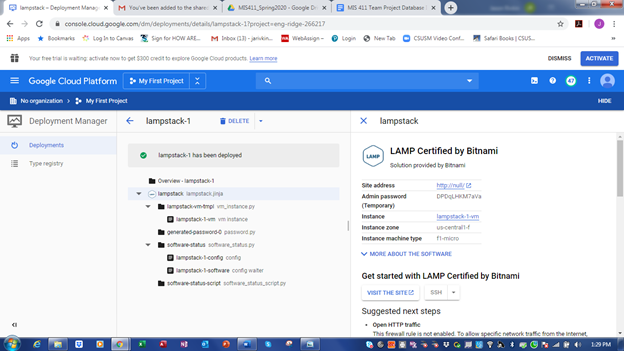 lampstack – Deployment Manag
You've been added to the share
MIS411_Spring2020 – Google D
MIS 411 Team Project Database
console.cloud.google.com/dm/deployments/details/lampstack-1?project=eng-ridge-266217
Apps
Bookmarks
Log In to Canvas
Sign for HOW ARE...
WebAssign -
Login
New Tab
CSUSM Video Conf...
Safari Books (CSUS...
Your free trial is waiting: activate now to get $300 credit to explore Google Cloud products. Learn more
DISMISS
ACTIVATE
Google Cloud Platform
My First Project
47
No organization
My First Project
HIDE
Deployment Manager
lampstack-1
DELETE
lampstack
Deployments
Type registry
lampstack-1 has been deployed
Overview - lampstack-1
lampstack lampstack.jinja
lampstack-vm-tmpl vm_instance.py
lampstack-1-vm vm instance
generated-password-0 password.py
software-status software_status.py
lampstack-1-config config
lampstack-1-software config waiter
software-status-script software_status_script.py
LAMP
LAMP Certified by Bitnami
Solution provided by Bitnami
Site address http://null/
Admin password DPDqLHKM7aVa
(Temporary)
Instance lampstack-1-vm
Instance zone us-central1-f
Instance machine type f1-micro
MORE ABOUT THE SOFTWARE
Get started with LAMP Certified by Bitnami
VISIT THE SITE
SSH
Suggested next steps
• Open HTTP traffic
This firewall rule is not enabled. To allow specific network traffic from the Internet,
1:29 PM